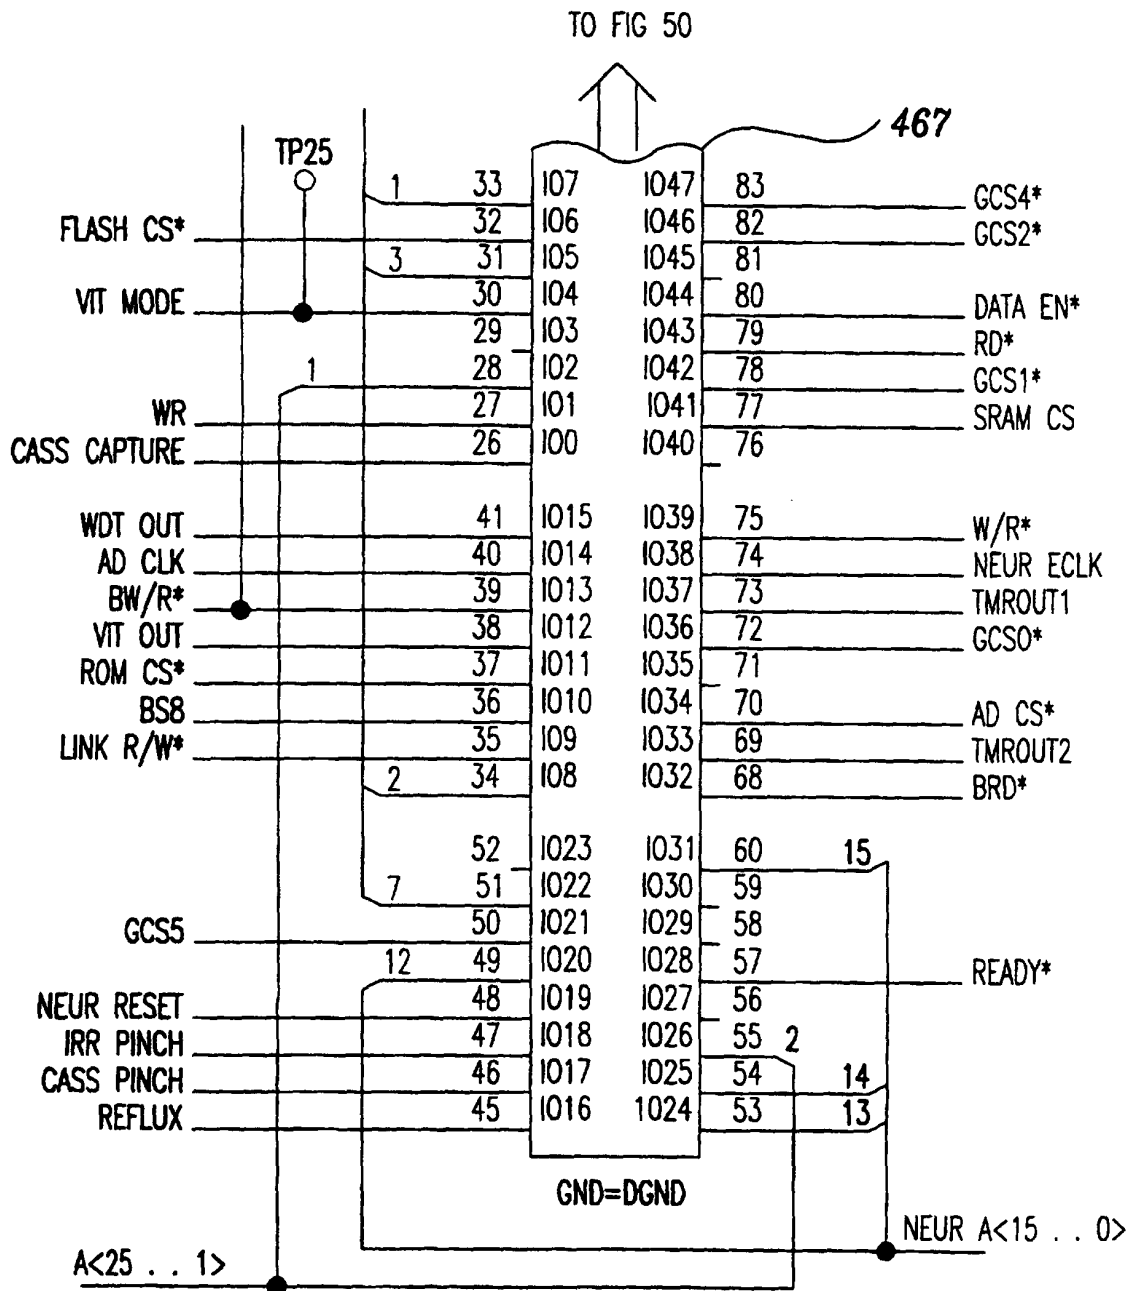 TO FIG 50
467
TP25
1 33 IO7 IO47 83 GCS4*
FLASH CS* 32 IO6 IO46 82 GCS2*
3 31 IO5 IO45 81
VIT MODE 30 IO4 IO44 80 DATA EN*
29 IO3 IO43 79 RD*
1 28 IO2 IO42 78 GCS1*
WR 27 IO1 IO41 77 SRAM CS
CASS CAPTURE 26 IO0 IO40 76
WDT OUT 41 IO15 IO39 75 W/R*
AD CLK 40 IO14 IO38 74 NEUR ECLK
BW/R* 39 IO13 IO37 73 TMROUT1
VIT OUT 38 IO12 IO36 72 GCS0*
ROM CS* 37 IO11 IO35 71
BS8 36 IO10 IO34 70 AD CS*
LINK R/W* 35 IO9 IO33 69 TMROUT2
2 34 IO8 IO32 68 BRD*
52 IO23 IO31 60 15
7 51 IO22 IO30 59
GCS5 50 IO21 IO29 58
12 49 IO20 IO28 57 READY*
NEUR RESET 48 IO19 IO27 56
IRR PINCH 47 IO18 IO26 55 2
CASS PINCH 46 IO17 IO25 54 14
REFLUX 45 IO16 IO24 53 13
GND=DGND
NEUR A<15 . . 0>
A<25 . . 1>